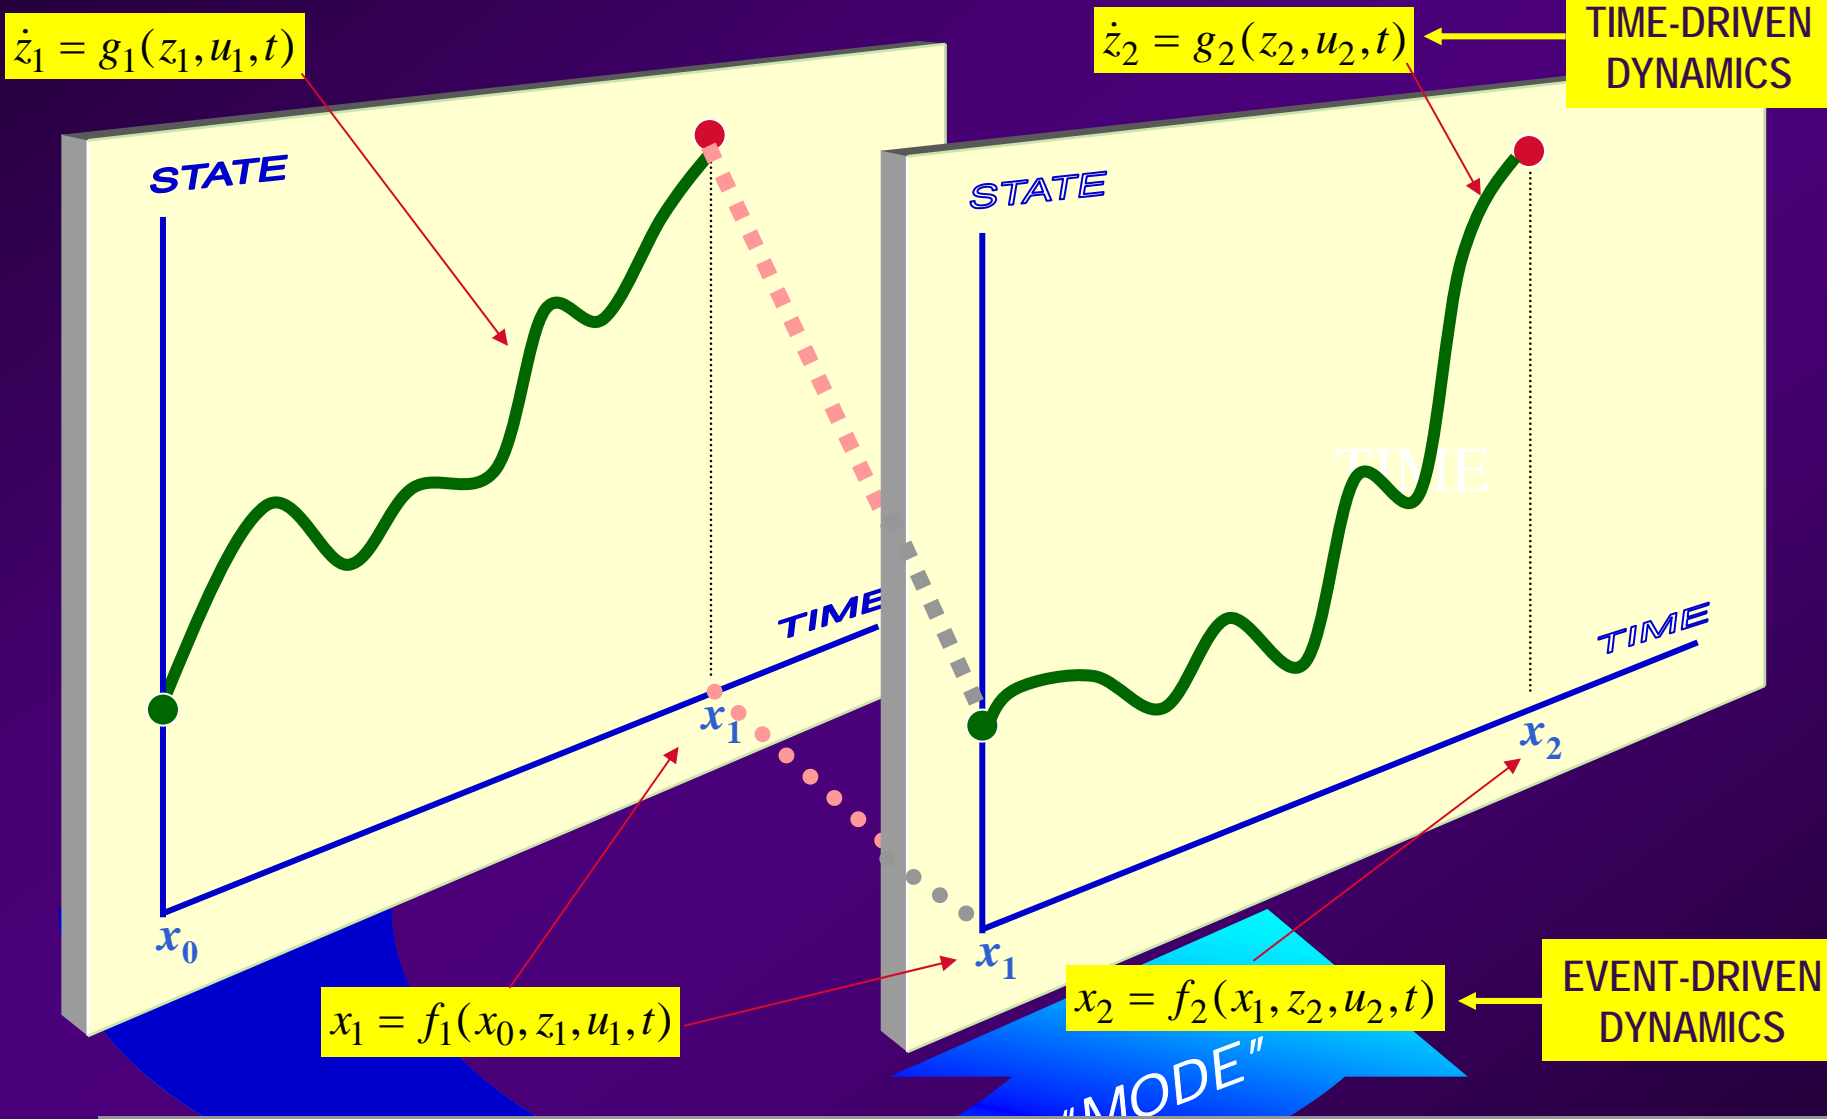 ż₁ = g₁(z₁, u₁, t)
ż₂ = g₂(z₂, u₂, t)
TIME-DRIVEN
DYNAMICS
STATE
STATE
TIME
TIME
TIME
x₁
x₂
x₀
x₁
x₁ = f₁(x₀, z₁, u₁, t)
x₂ = f₂(x₁, z₂, u₂, t)
EVENT-DRIVEN
DYNAMICS
“MODE”